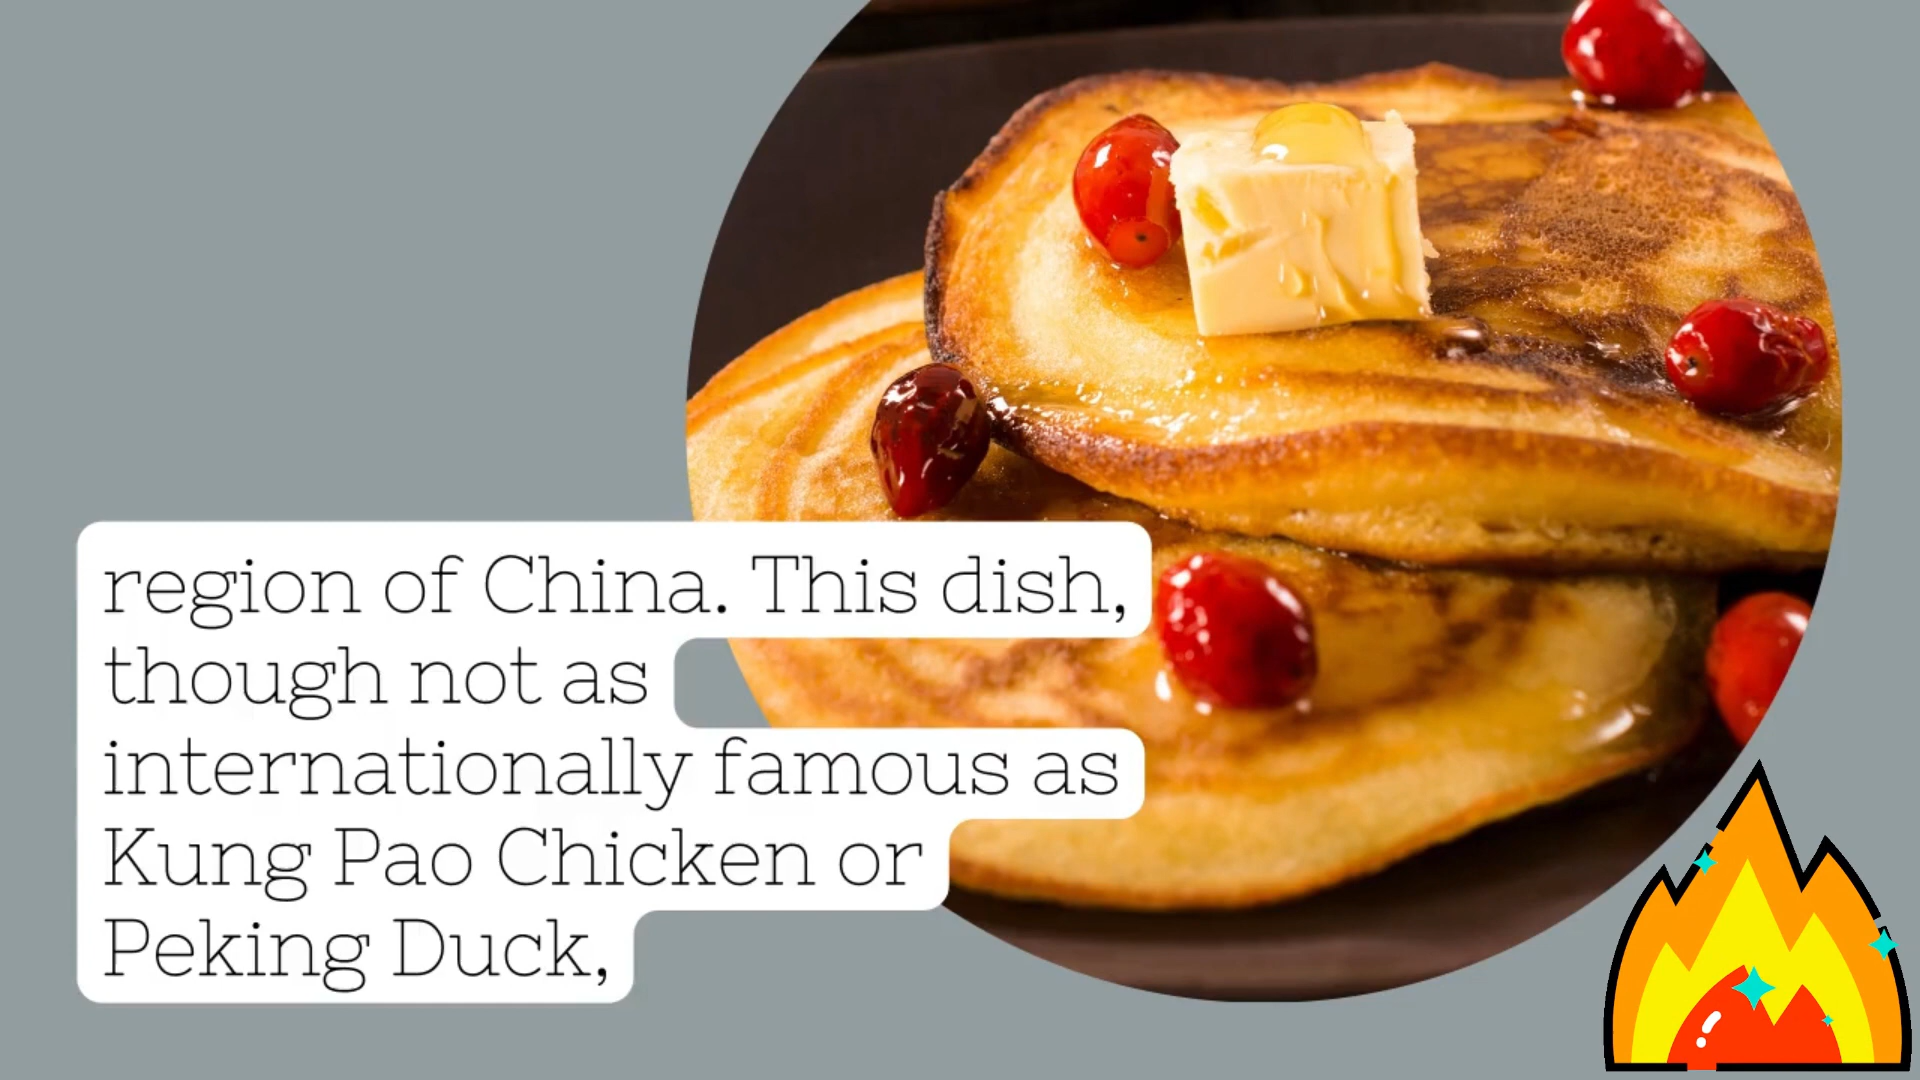 region of China. This dish,
though not as
internationally famous as
Kung Pao Chicken or
Peking Duck,